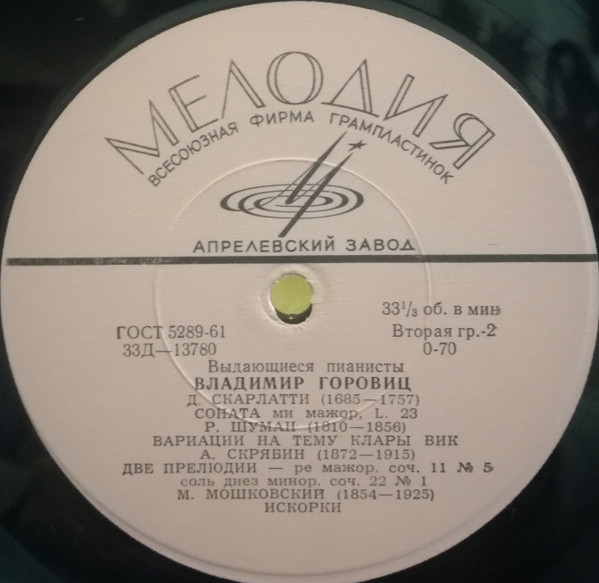 МЕЛОДИЯ
ВСЕСОЮЗНАЯ ФИРМА ГРАМПЛАСТИНОК
АПРЕЛЕВСКИЙ ЗАВОД
33⅓ об. в мин
ГОСТ 5289-61 Вторая гр.-2
33Д—13780 0-70
Выдающиеся пианисты
ВЛАДИМИР ГОРОВИЦ
Д. СКАРЛАТТИ (1685—1757)
СОНАТА ми мажор, L. 23
Р. ШУМАН (1810—1856)
ВАРИАЦИИ НА ТЕМУ КЛАРЫ ВИК
А. СКРЯБИН (1872—1915)
ДВЕ ПРЕЛЮДИИ — ре мажор. соч. 11 № 5
соль диез минор, соч. 22 № 1
М. МОШКОВСКИЙ (1854—1925)
ИСКОРКИ